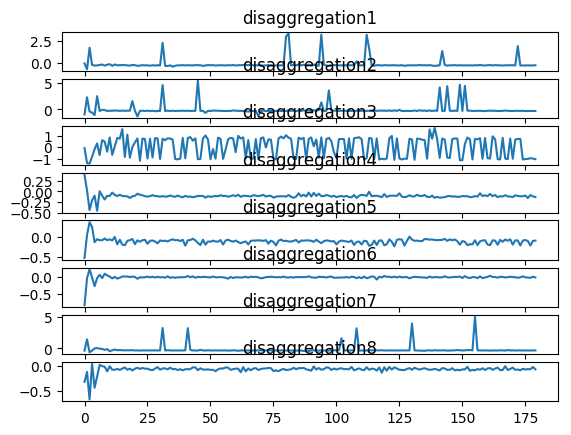 disaggregation1
2.5
0.0
disaggregation2
5
0
disaggregation3
1
0
−1
disaggregation4
0.25
0.00
−0.25
−0.50
disaggregation5
0.0
−0.5
disaggregation6
0.0
−0.5
disaggregation7
5
0
disaggregation8
0.0
−0.5
0 25 50 75 100 125 150 175